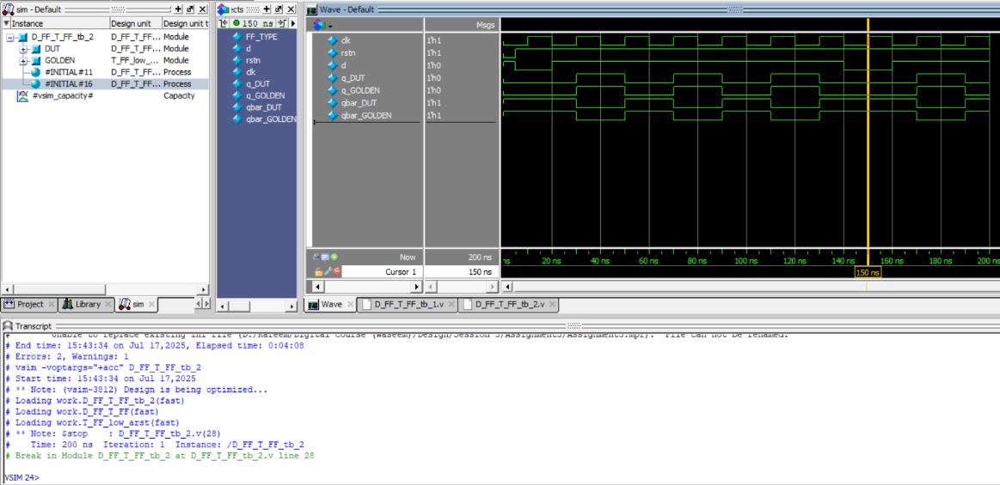 sim - Default
Instance Design unit Design unit t
D_FF_T_FF_tb_2 D_FF_T_FF... Module
DUT D_FF_T_FF... Module
GOLDEN T_FF_low_... Module
#INITIAL#11 D_FF_T_FF... Process
#INITIAL#16 D_FF_T_FF... Process
#vsim_capacity# Capacity
Project Library sim
ects
150 ns
FF_TYPE
d
rstn
clk
q_DUT
q_GOLDEN
qbar_DUT
qbar_GOLDEN
Wave - Default
Msgs
clk 1'h1
rstn 1'h1
d 1'h0
q_DUT 1'h0
q_GOLDEN 1'h0
qbar_DUT 1'h1
qbar_GOLDEN 1'h1
Now 200 ns
Cursor 1 150 ns
ns 20 ns 40 ns 60 ns 80 ns 100 ns 120 ns 140 ns 160 ns 180 ns 200 ns
150 ns
Wave D_FF_T_FF_tb_1.v D_FF_T_FF_tb_2.v
Transcript
# unable to replace existing ini file (D:/Kareem/Digital Course (Waseem)/Design/Session 3/Assignment3/Assignment3.mpf). File can not be renamed.
# End time: 15:43:34 on Jul 17,2025, Elapsed time: 0:04:08
# Errors: 2, Warnings: 1
# vsim -voptargs="+acc" D_FF_T_FF_tb_2
# Start time: 15:43:34 on Jul 17,2025
# ** Note: (vsim-3812) Design is being optimized...
# Loading work.D_FF_T_FF_tb_2(fast)
# Loading work.D_FF_T_FF(fast)
# Loading work.T_FF_low_arst(fast)
# ** Note: $stop : D_FF_T_FF_tb_2.v(28)
# Time: 200 ns Iteration: 1 Instance: /D_FF_T_FF_tb_2
# Break in Module D_FF_T_FF_tb_2 at D_FF_T_FF_tb_2.v line 28
VSIM 24>